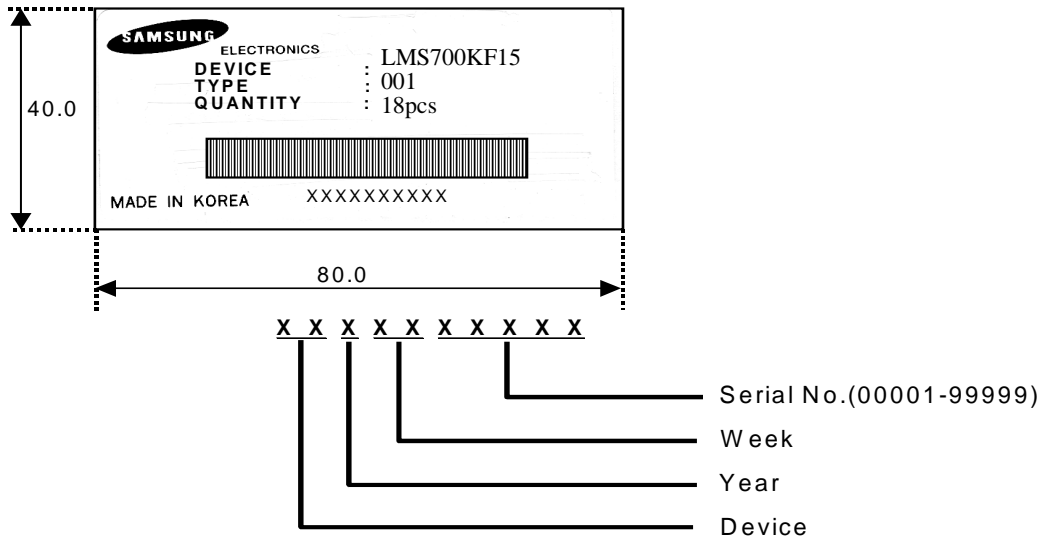 SAMSUNG
ELECTRONICS
DEVICE : LMS700KF15
TYPE : 001
QUANTITY : 18pcs
40.0
MADE IN KOREA XXXXXXXXXX
80.0
X X X X X X X X X X
Serial No.(00001-99999)
Week
Year
Device